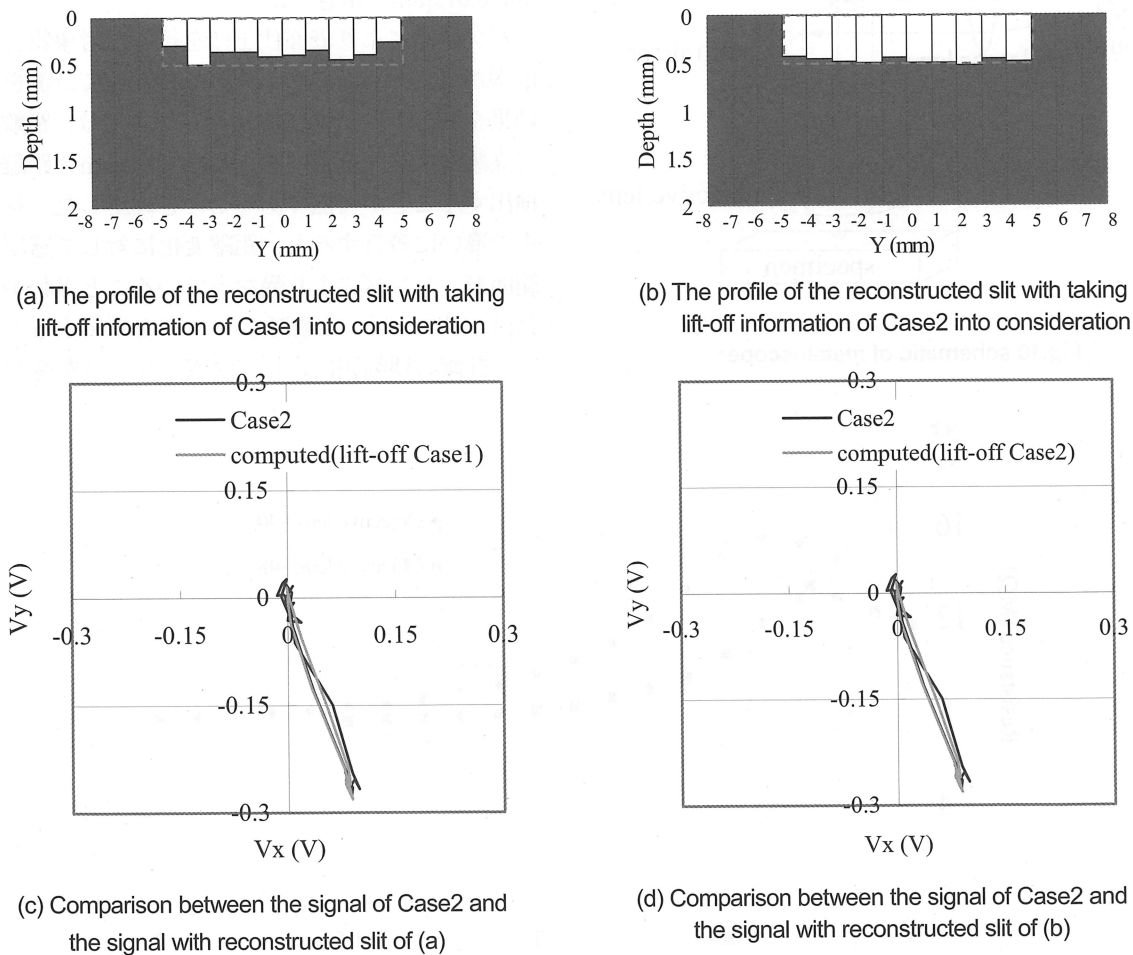 0
0.5
1
1.5
2
Depth (mm)
-8 -7 -6 -5 -4 -3 -2 -1 0 1 2 3 4 5 6 7 8
Y (mm)
(a) The profile of the reconstructed slit with taking
lift-off information of Case1 into consideration
0
0.5
1
1.5
2
Depth (mm)
-8 -7 -6 -5 -4 -3 -2 -1 0 1 2 3 4 5 6 7 8
Y (mm)
(b) The profile of the reconstructed slit with taking
lift-off information of Case2 into consideration
0.3
Case2
computed(lift-off Case1)
0.15
Vy (V)
0
-0.3 -0.15 0 0.15 0.3
-0.15
-0.3
Vx (V)
(c) Comparison between the signal of Case2 and
the signal with reconstructed slit of (a)
0.3
Case2
computed(lift-off Case2)
0.15
Vy (V)
0
-0.3 -0.15 0 0.15 0.3
-0.15
-0.3
Vx (V)
(d) Comparison between the signal of Case2 and
the signal with reconstructed slit of (b)